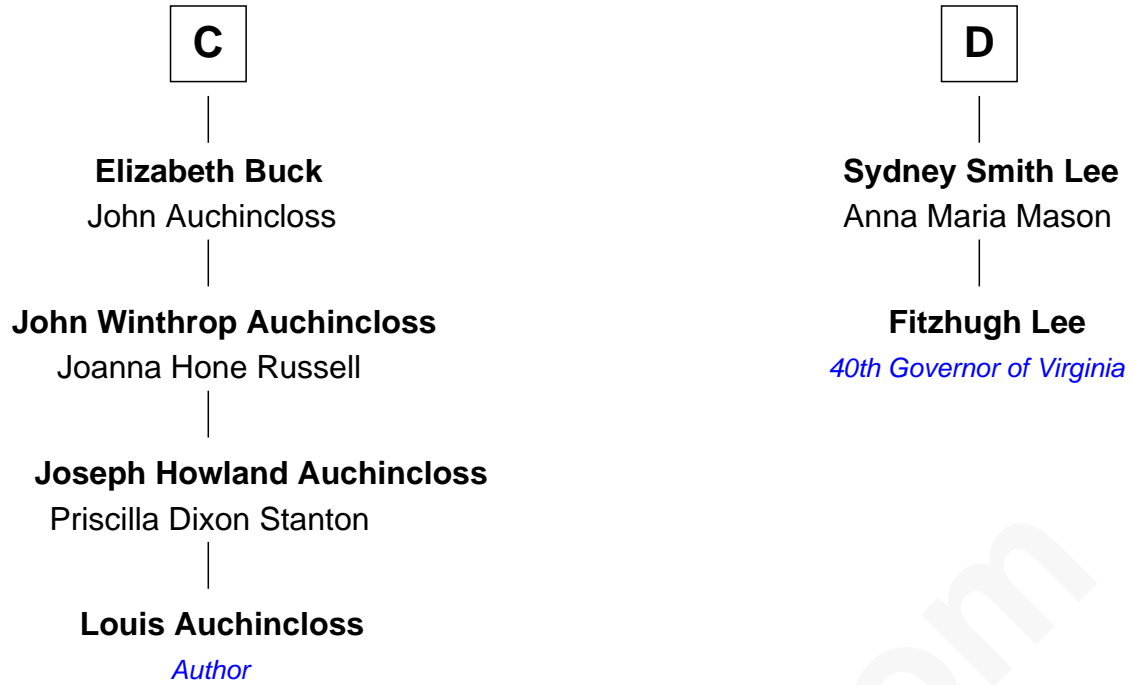 C
Elizabeth Buck
John Auchincloss
John Winthrop Auchincloss
Joanna Hone Russell
Joseph Howland Auchincloss
Priscilla Dixon Stanton
Louis Auchincloss
Author
D
Sydney Smith Lee
Anna Maria Mason
Fitzhugh Lee
40th Governor of Virginia
om